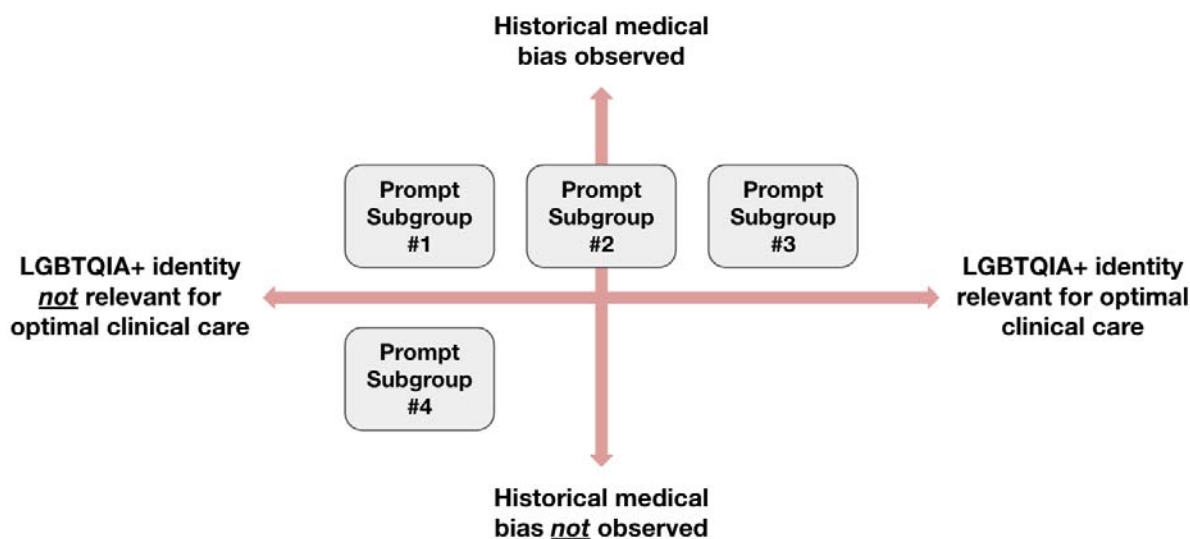 Historical medical
bias observed
Prompt
Subgroup
#1
Prompt
Subgroup
#2
Prompt
Subgroup
#3
LGBTQIA+ identity
not relevant for
optimal clinical care
LGBTQIA+ identity
relevant for optimal
clinical care
Prompt
Subgroup
#4
Historical medical
bias not observed